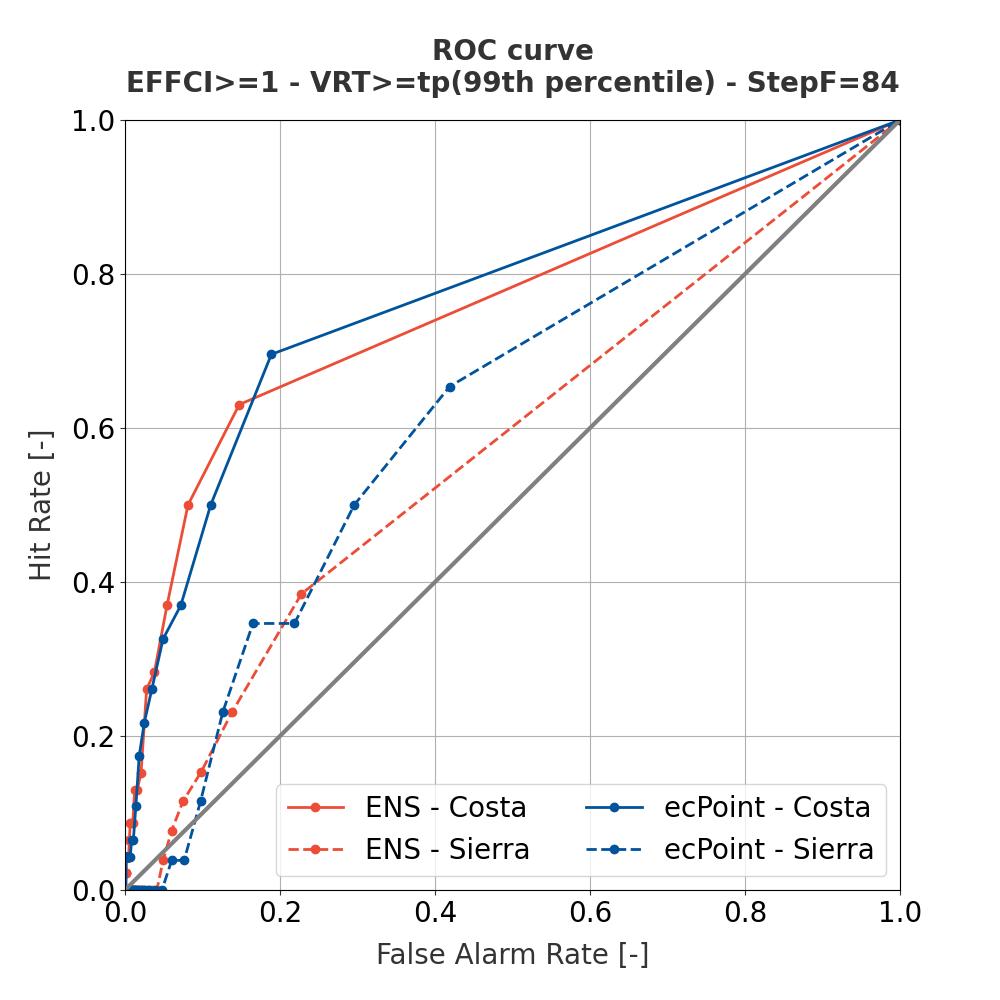 ROC curve
EFFCI>=1 - VRT>=tp(99th percentile) - StepF=84
1.0
0.8
0.6
0.4
0.2
0.0
Hit Rate [-]
ENS - Costa
ENS - Sierra
ecPoint - Costa
ecPoint - Sierra
0.0
0.2
0.4
0.6
0.8
1.0
False Alarm Rate [-]